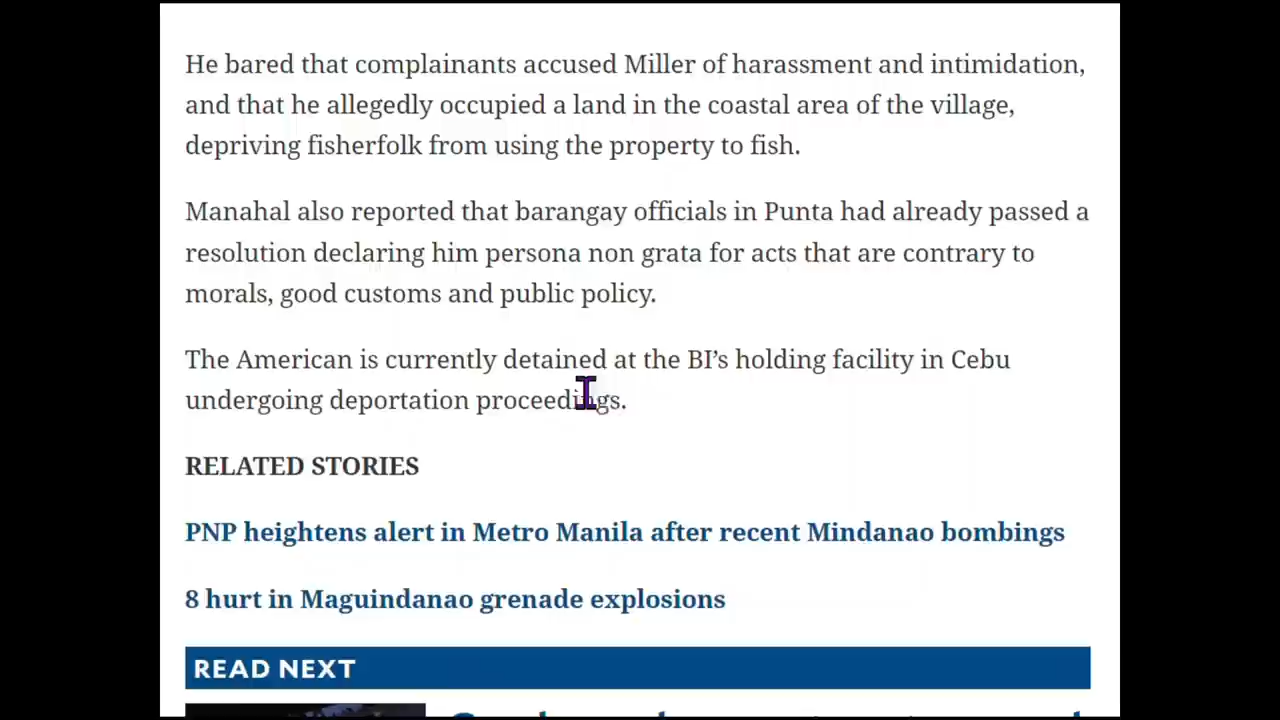 He bared that complainants accused Miller of harassment and intimidation,
and that he allegedly occupied a land in the coastal area of the village,
depriving fisherfolk from using the property to fish.
Manahal also reported that barangay officials in Punta had already passed a
resolution declaring him persona non grata for acts that are contrary to
morals, good customs and public policy.
The American is currently detained at the BI’s holding facility in Cebu
undergoing deportation proceedings.
RELATED STORIES
PNP heightens alert in Metro Manila after recent Mindanao bombings
8 hurt in Maguindanao grenade explosions
READ NEXT